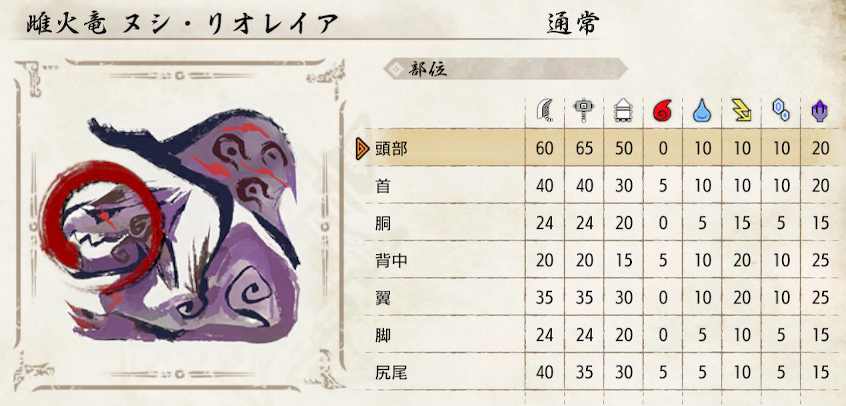 雌火竜 ヌシ・リオレイア 通常
部位
頭部 60 65 50 0 10 10 10 20
首 40 40 30 5 10 10 10 20
胴 24 24 20 0 5 15 5 15
背中 20 20 15 5 10 20 10 25
翼 35 35 30 0 10 20 10 25
脚 24 24 20 0 5 10 5 15
尻尾 40 35 30 5 5 10 5 15